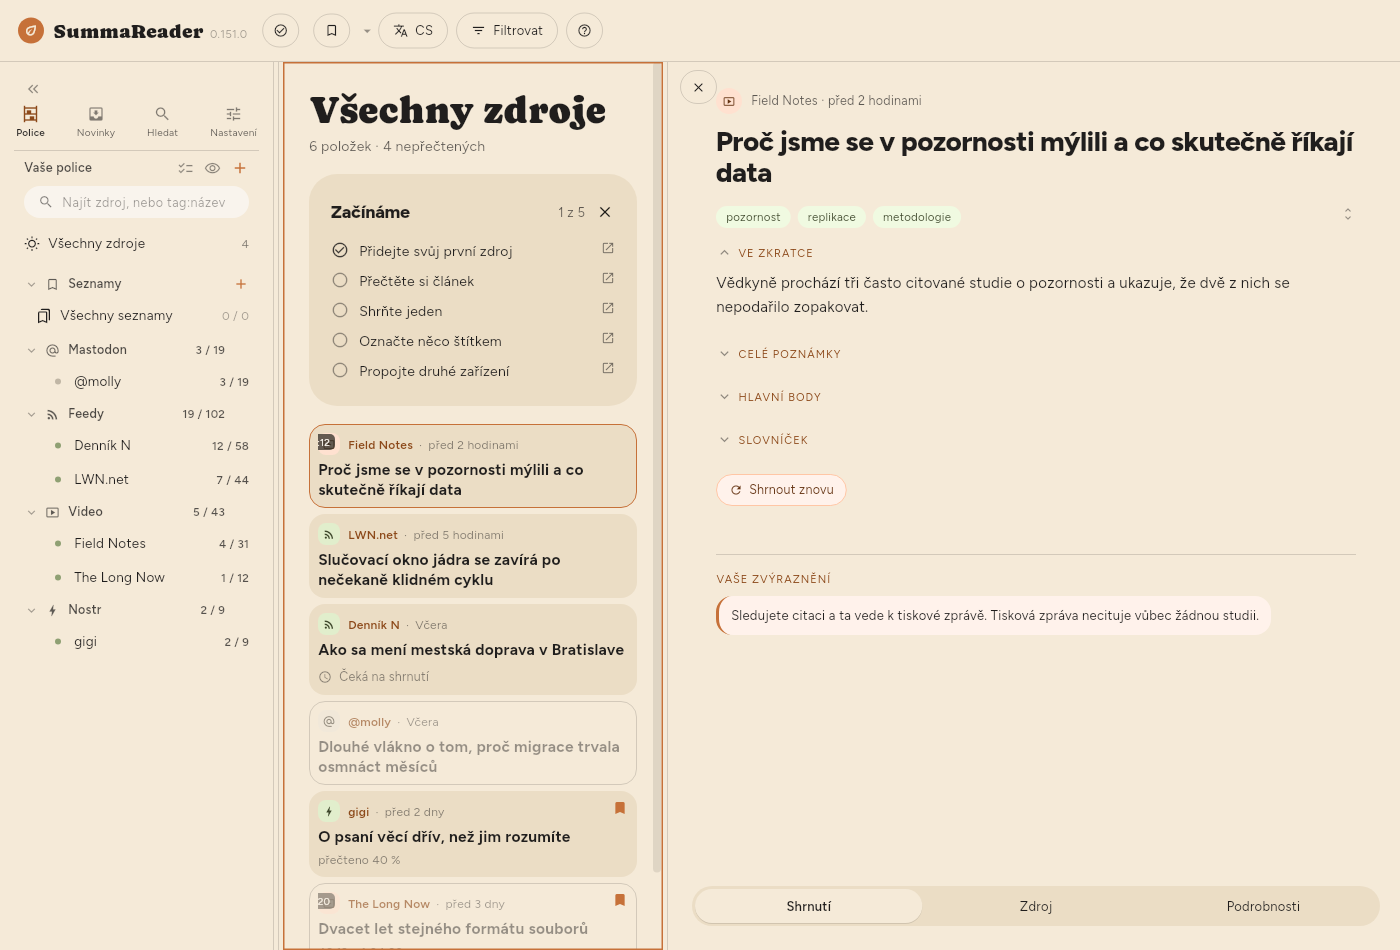 SummaReader 0.151.0
CS
Filtrovat
Police
Novinky
Hledat
Nastavení
Vaše police
Najít zdroj, nebo tag:název
Všechny zdroje 4
Seznamy
Všechny seznamy 0 / 0
Mastodon 3 / 19
@molly 3 / 19
Feedy 19 / 102
Denník N 12 / 58
LWN.net 7 / 44
Video 5 / 43
Field Notes 4 / 31
The Long Now 1 / 12
Nostr 2 / 9
gigi 2 / 9
Všechny zdroje
6 položek · 4 nepřečtených
Začínáme 1 z 5
Přidejte svůj první zdroj
Přečtěte si článek
Shrňte jeden
Označte něco štítkem
Propojte druhé zařízení
:12 Field Notes · před 2 hodinami
Proč jsme se v pozornosti mýlili a co
skutečně říkají data
LWN.net · před 5 hodinami
Slučovací okno jádra se zavírá po
nečekaně klidném cyklu
Denník N · Včera
Ako sa mení mestská doprava v Bratislave
Čeká na shrnutí
@molly · Včera
Dlouhé vlákno o tom, proč migrace trvala
osmnáct měsíců
gigi · před 2 dny
O psaní věcí dřív, než jim rozumíte
přečteno 40 %
20 The Long Now · před 3 dny
Dvacet let stejného formátu souborů
Field Notes · před 2 hodinami
Proč jsme se v pozornosti mýlili a co skutečně říkají
data
pozornost
replikace
metodologie
VE ZKRATCE
Vědkyně prochází tři často citované studie o pozornosti a ukazuje, že dvě z nich se
nepodařilo zopakovat.
CELÉ POZNÁMKY
HLAVNÍ BODY
SLOVNÍČEK
Shrnout znovu
VAŠE ZVÝRAZNĚNÍ
Sledujete citaci a ta vede k tiskové zprávě. Tisková zpráva necituje vůbec žádnou studii.
Shrnutí
Zdroj
Podrobnosti